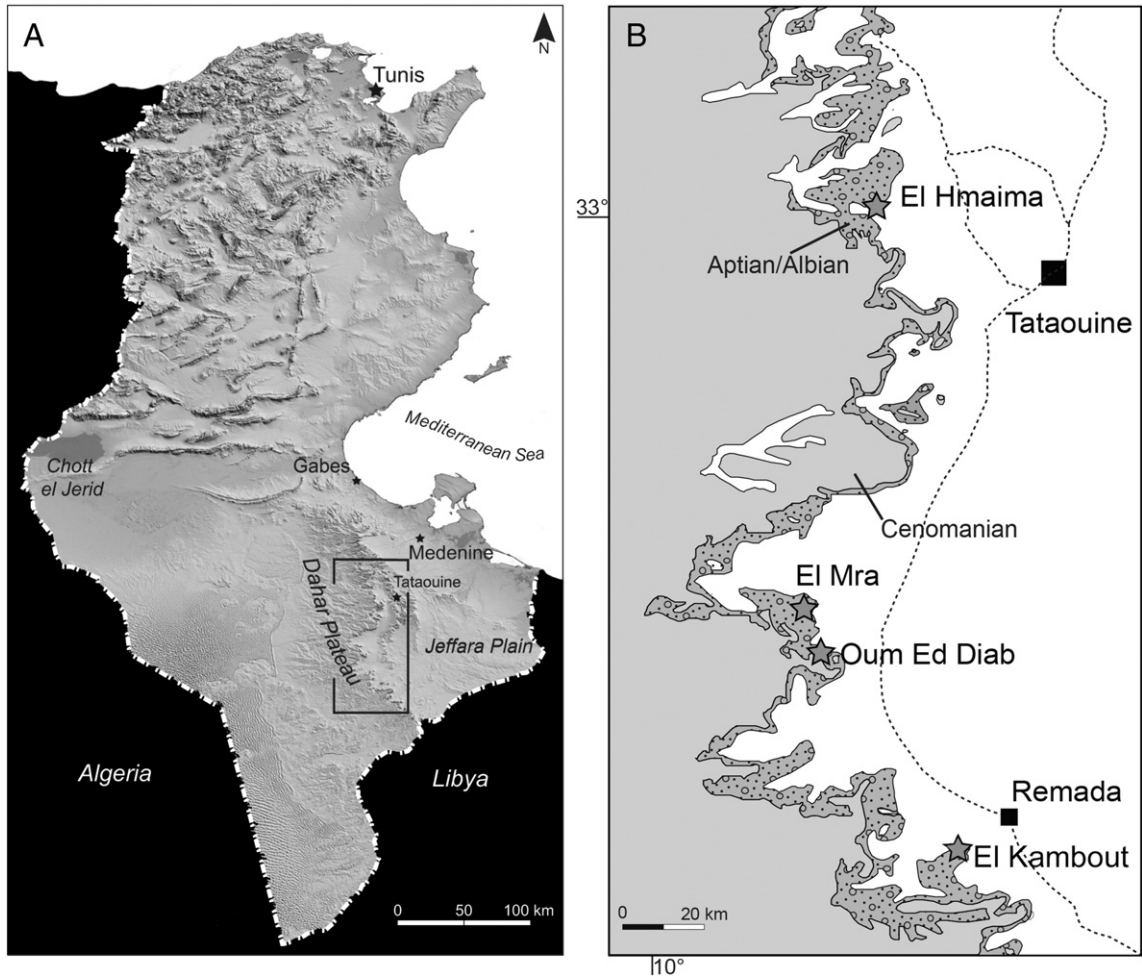 A
N
Tunis
Mediterranean Sea
Chott
el Jerid
Gabes
Medenine
Tataouine
Dahar Plateau
Jeffara Plain
Algeria
Libya
0 50 100 km
B
33°
El Hmaima
Aptian/Albian
Tataouine
Cenomanian
El Mra
Oum Ed Diab
Remada
El Kambout
0 20 km
10°